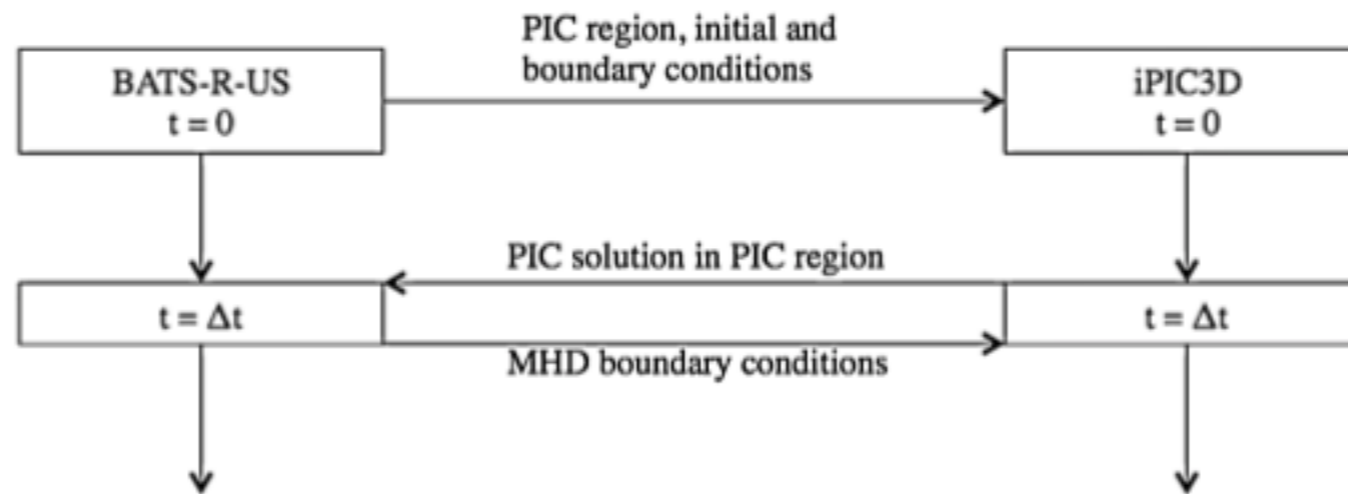 PIC region, initial and
boundary conditions
BATS-R-US
t = 0
iPIC3D
t = 0
PIC solution in PIC region
t = Δt
t = Δt
MHD boundary conditions